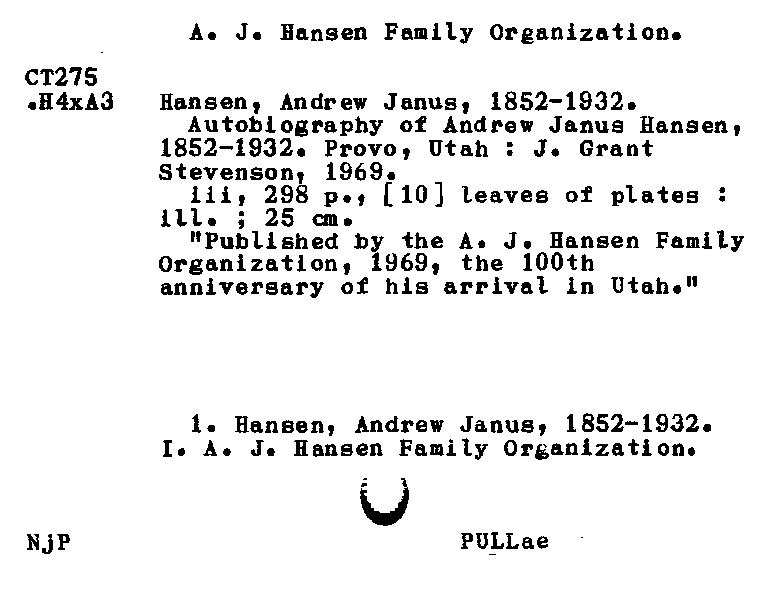 A. J. Hansen Family Organization.
CT275
.H4xA3 Hansen, Andrew Janus, 1852-1932.
Autobiography of Andrew Janus Hansen,
1852-1932. Provo, Utah : J. Grant
Stevenson, 1969.
iii, 298 p., [10] leaves of plates :
ill. ; 25 cm.
"Published by the A. J. Hansen Family
Organization, 1969, the 100th
anniversary of his arrival in Utah."
1. Hansen, Andrew Janus, 1852-1932.
I. A. J. Hansen Family Organization.
NjP PULLae